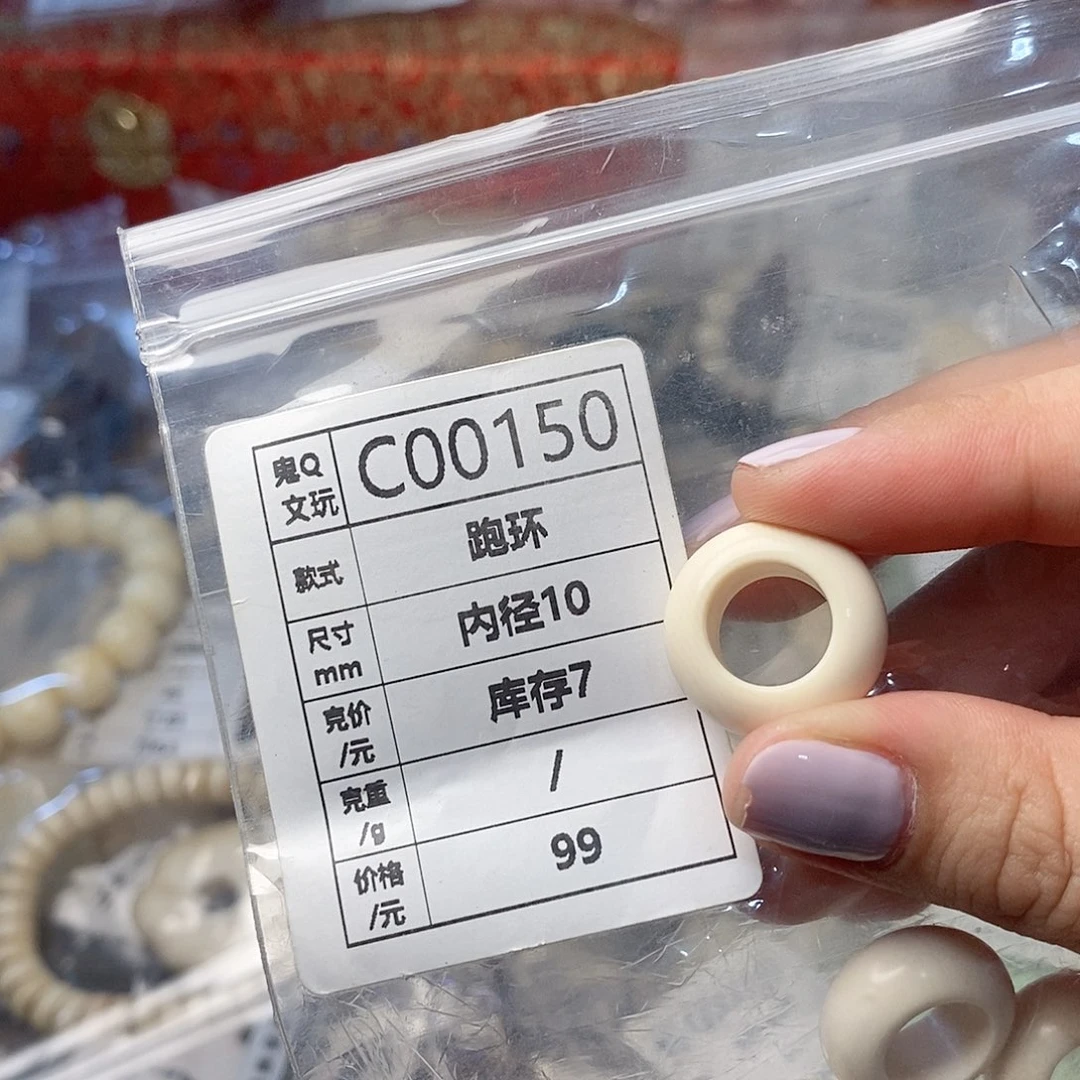 鬼Q
文玩
C00150
款式
跑环
尺寸
mm
内径10
克价
/元
库存7
克重
/g
/
价格
/元
99